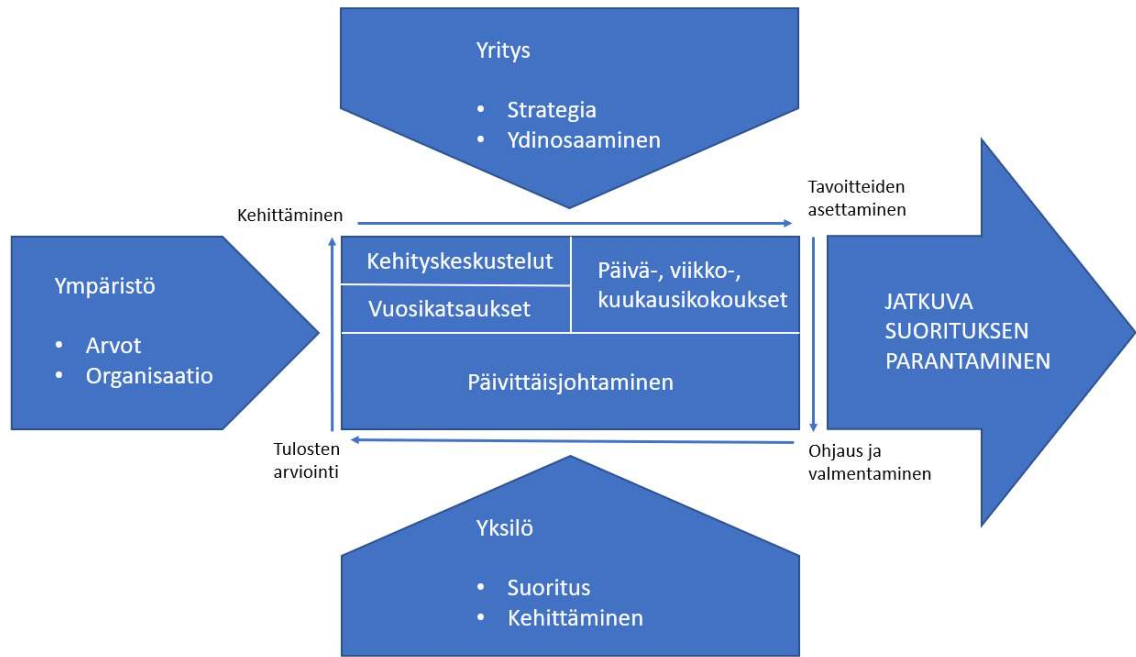 Yritys
• Strategia
• Ydinosaaminen
Kehittäminen
Tavoitteiden
asettaminen
Ympäristö
• Arvot
• Organisaatio
Kehityskeskustelut
Vuosikatsaukset
Päivä-, viikko-,
kuukausikokoukset
Päivittäisjohtaminen
JATKUVA
SUORITUKSEN
PARANTAMINEN
Tulosten
arviointi
Ohjaus ja
valmentaminen
Yksilö
• Suoritus
• Kehittäminen